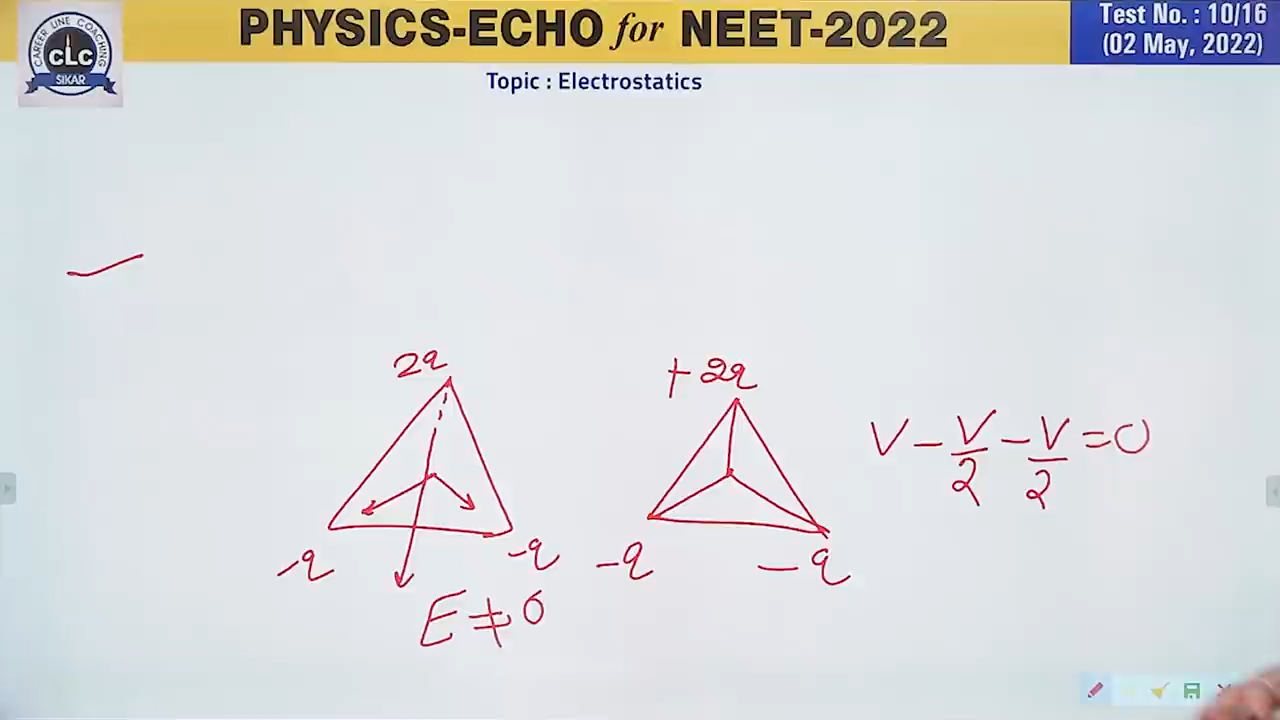 PHYSICS-ECHO for NEET-2022
Test No. : 10/16
(02 May, 2022)
CAREER LINE COACHING
CLC
SIKAR
Topic : Electrostatics
2q
-q
-q
E ≠ 0
+2q
-q
-q
V - V/2 - V/2 = 0